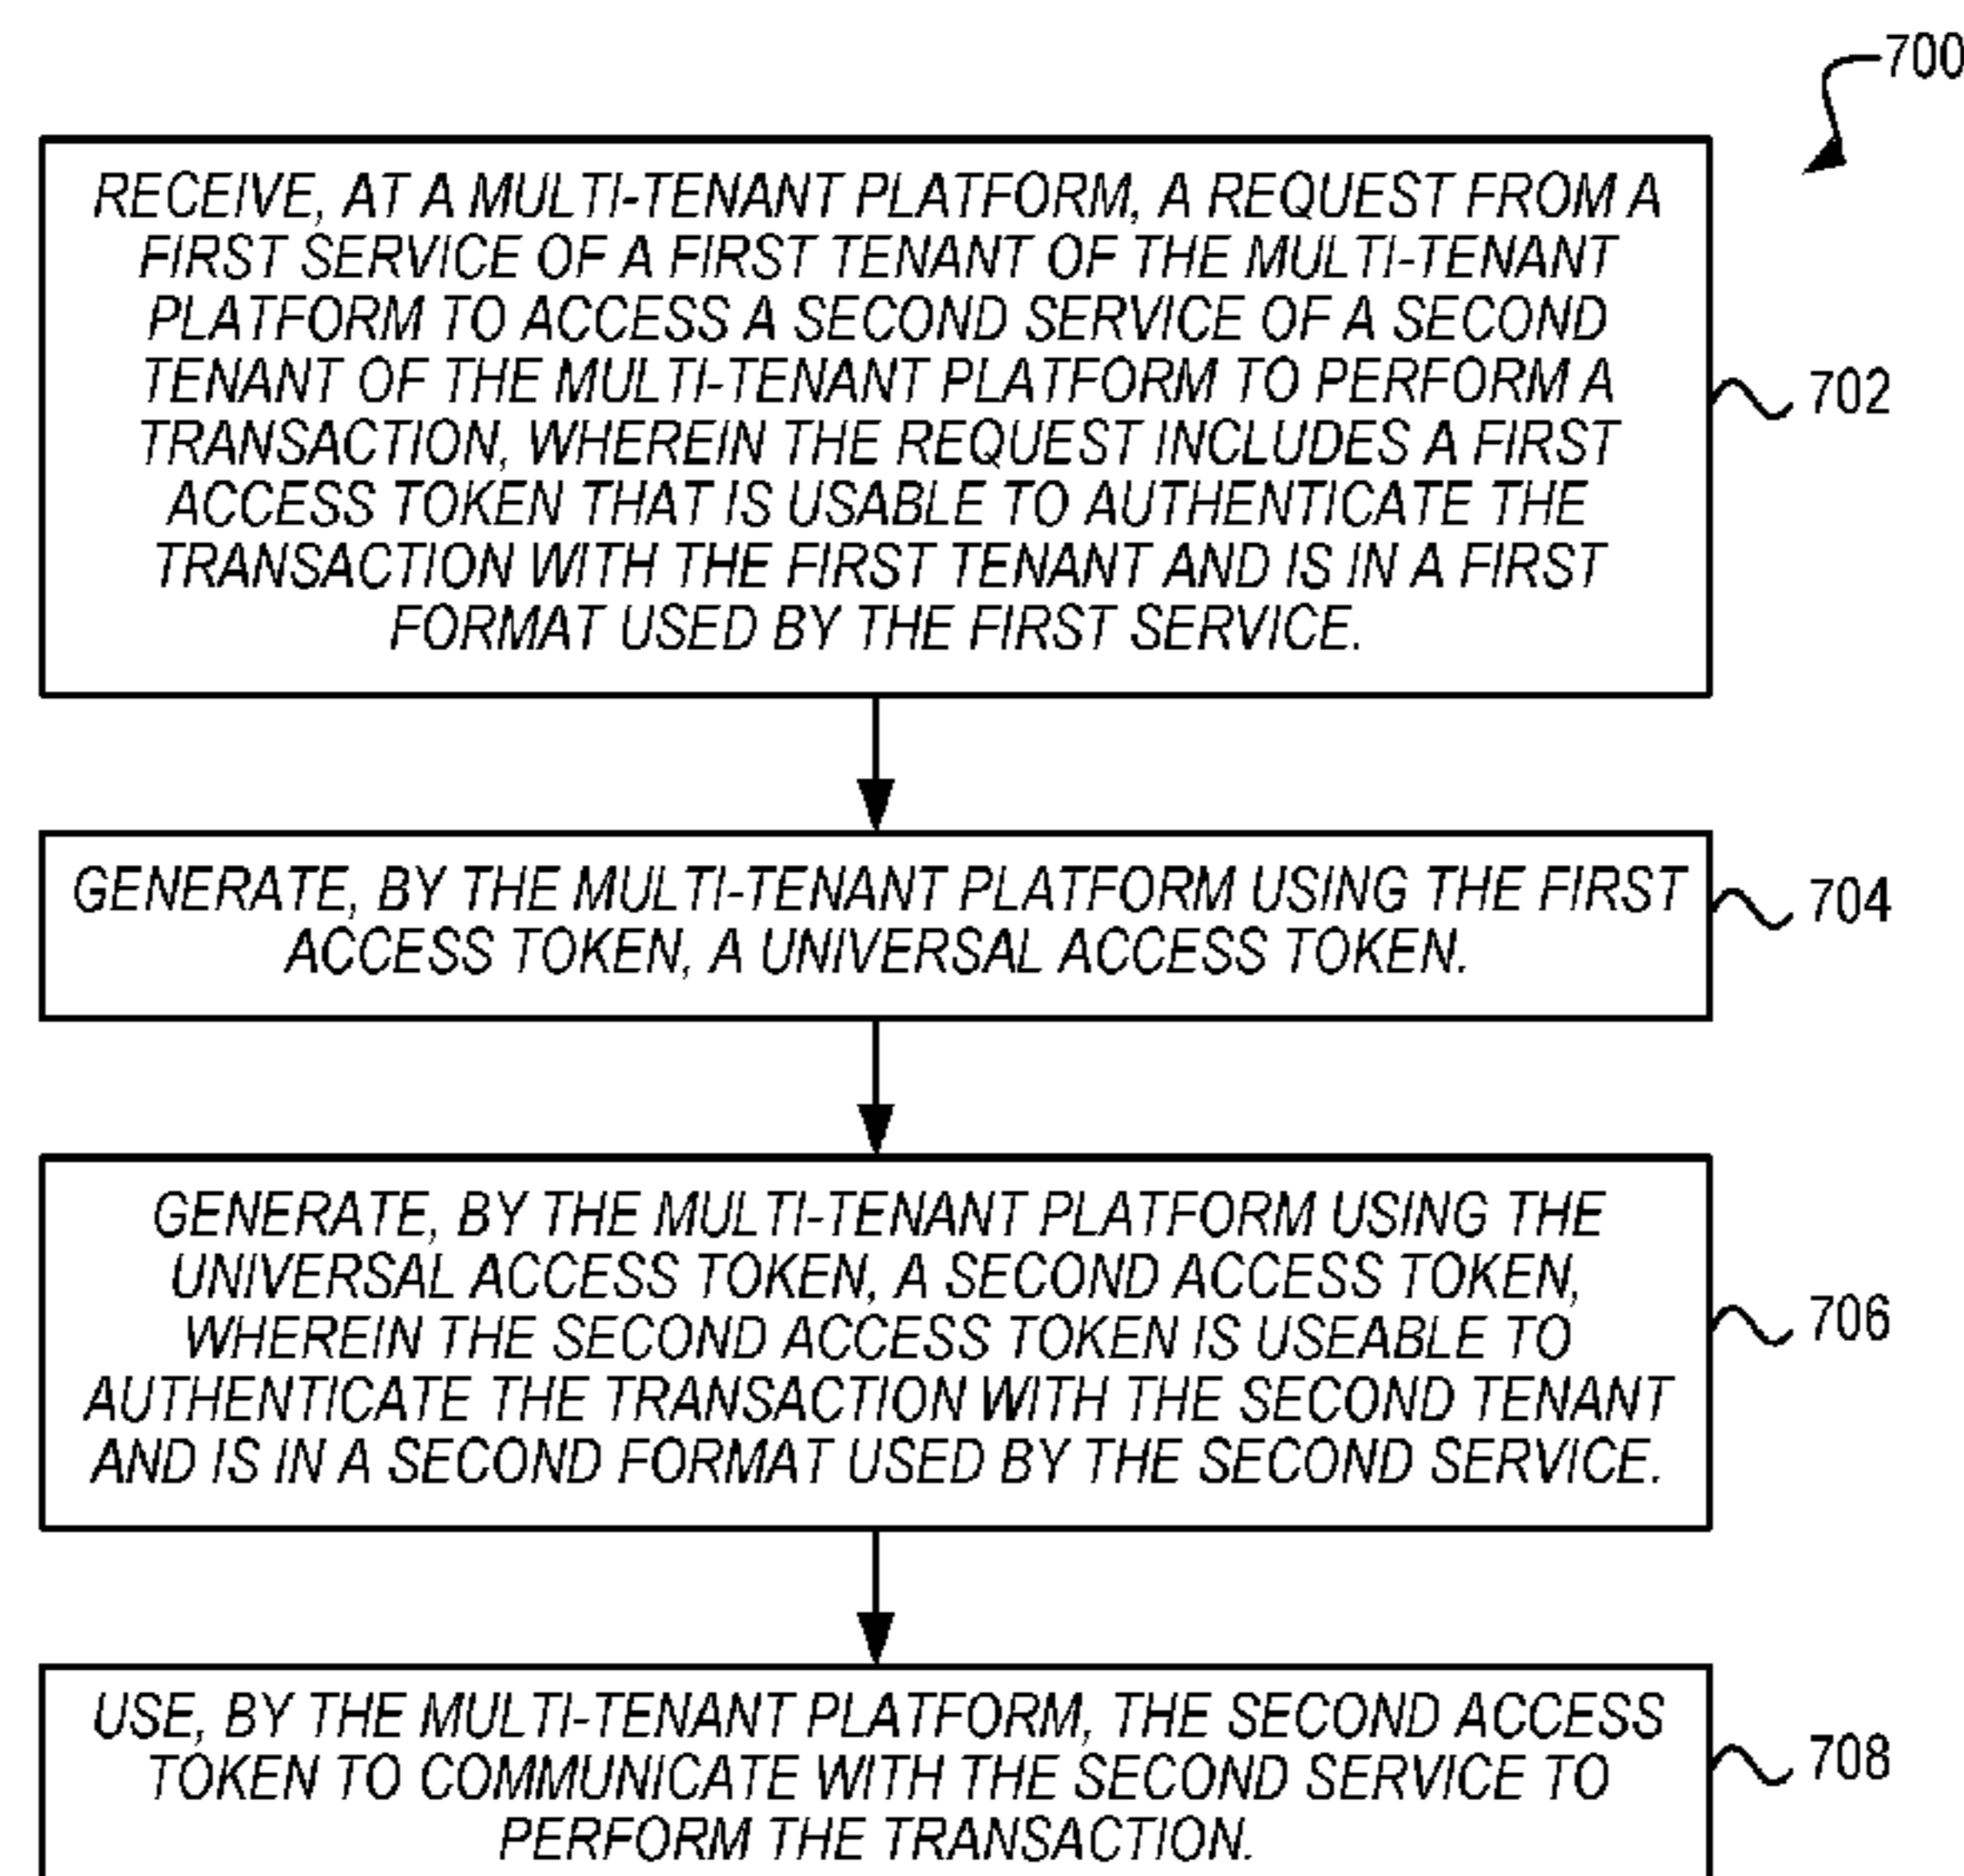 700
RECEIVE, AT A MULTI-TENANT PLATFORM, A REQUEST FROM A
FIRST SERVICE OF A FIRST TENANT OF THE MULTI-TENANT
PLATFORM TO ACCESS A SECOND SERVICE OF A SECOND
TENANT OF THE MULTI-TENANT PLATFORM TO PERFORM A
TRANSACTION, WHEREIN THE REQUEST INCLUDES A FIRST
ACCESS TOKEN THAT IS USABLE TO AUTHENTICATE THE
TRANSACTION WITH THE FIRST TENANT AND IS IN A FIRST
FORMAT USED BY THE FIRST SERVICE.
702
GENERATE, BY THE MULTI-TENANT PLATFORM USING THE FIRST
ACCESS TOKEN, A UNIVERSAL ACCESS TOKEN.
704
GENERATE, BY THE MULTI-TENANT PLATFORM USING THE
UNIVERSAL ACCESS TOKEN, A SECOND ACCESS TOKEN,
WHEREIN THE SECOND ACCESS TOKEN IS USEABLE TO
AUTHENTICATE THE TRANSACTION WITH THE SECOND TENANT
AND IS IN A SECOND FORMAT USED BY THE SECOND SERVICE.
706
USE, BY THE MULTI-TENANT PLATFORM, THE SECOND ACCESS
TOKEN TO COMMUNICATE WITH THE SECOND SERVICE TO
PERFORM THE TRANSACTION.
708